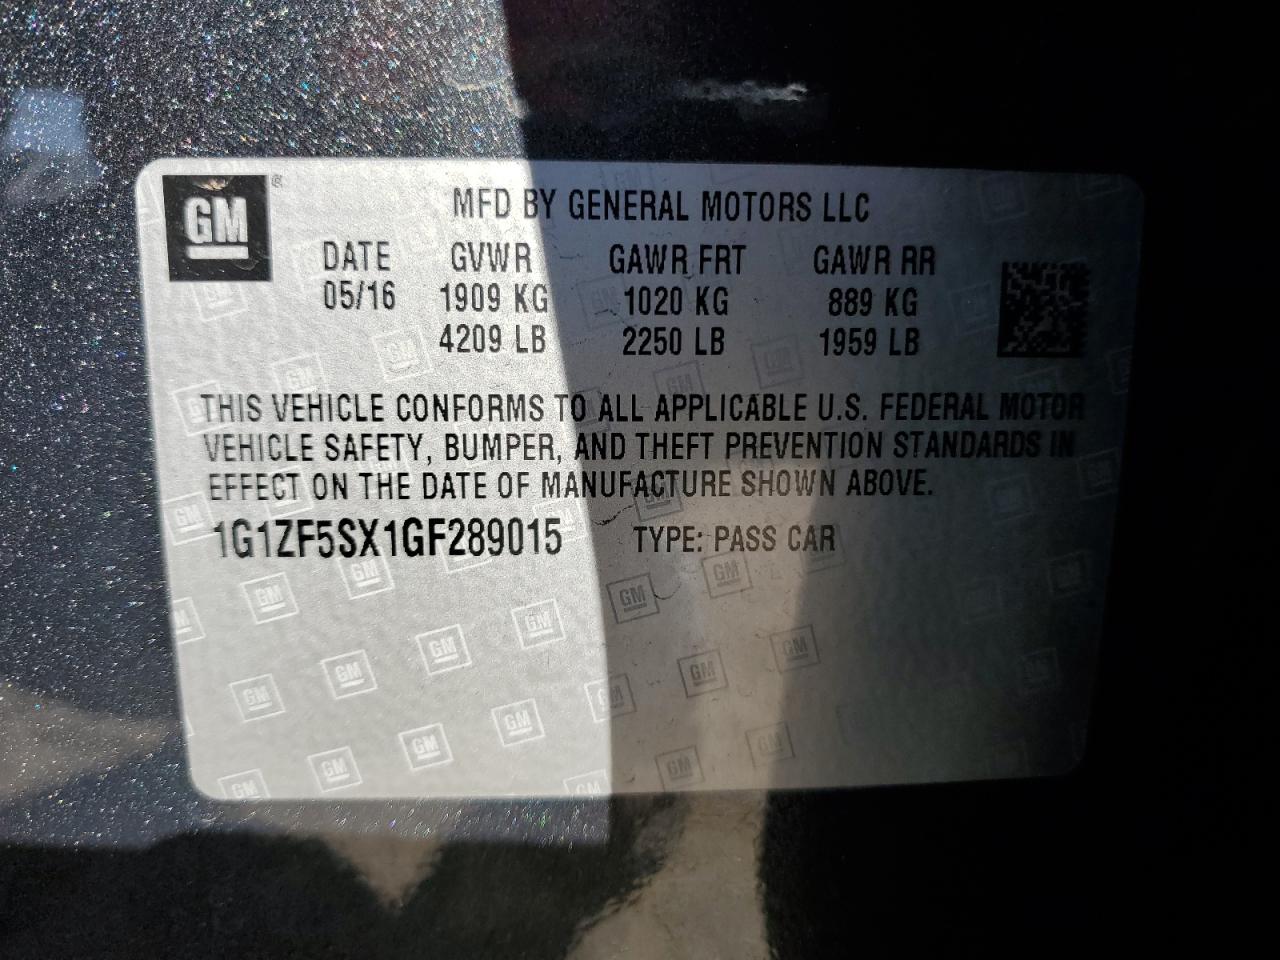 GM
MFD BY GENERAL MOTORS LLC
DATE GVWR GAWR FRT GAWR RR
05/16 1909 KG 1020 KG 889 KG
4209 LB 2250 LB 1959 LB
THIS VEHICLE CONFORMS TO ALL APPLICABLE U.S. FEDERAL MOTOR
VEHICLE SAFETY, BUMPER, AND THEFT PREVENTION STANDARDS IN
EFFECT ON THE DATE OF MANUFACTURE SHOWN ABOVE.
1G1ZF5SX1GF289015 TYPE: PASS CAR